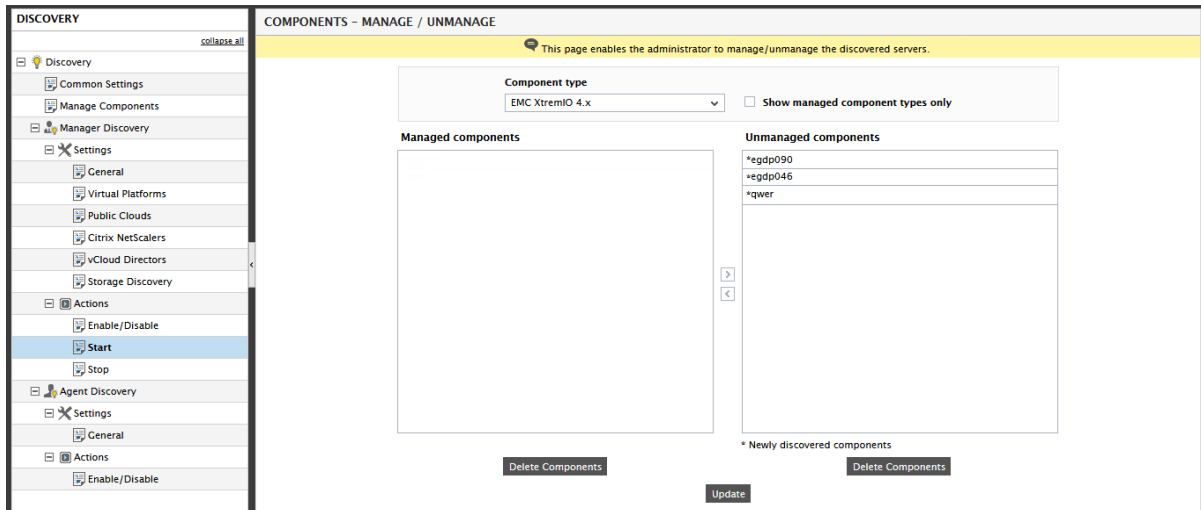 DISCOVERY
collapse all
Discovery
Common Settings
Manage Components
Manager Discovery
Settings
General
Virtual Platforms
Public Clouds
Citrix NetScalers
vCloud Directors
Storage Discovery
Actions
Enable/Disable
Start
Stop
Agent Discovery
Settings
General
Actions
Enable/Disable
COMPONENTS - MANAGE / UNMANAGE
This page enables the administrator to manage/unmanage the discovered servers.
Component type
EMC XtremIO 4.x
Show managed component types only
Managed components
Unmanaged components
*egdp090
*egdp046
*qwer
* Newly discovered components
Delete Components
Delete Components
Update